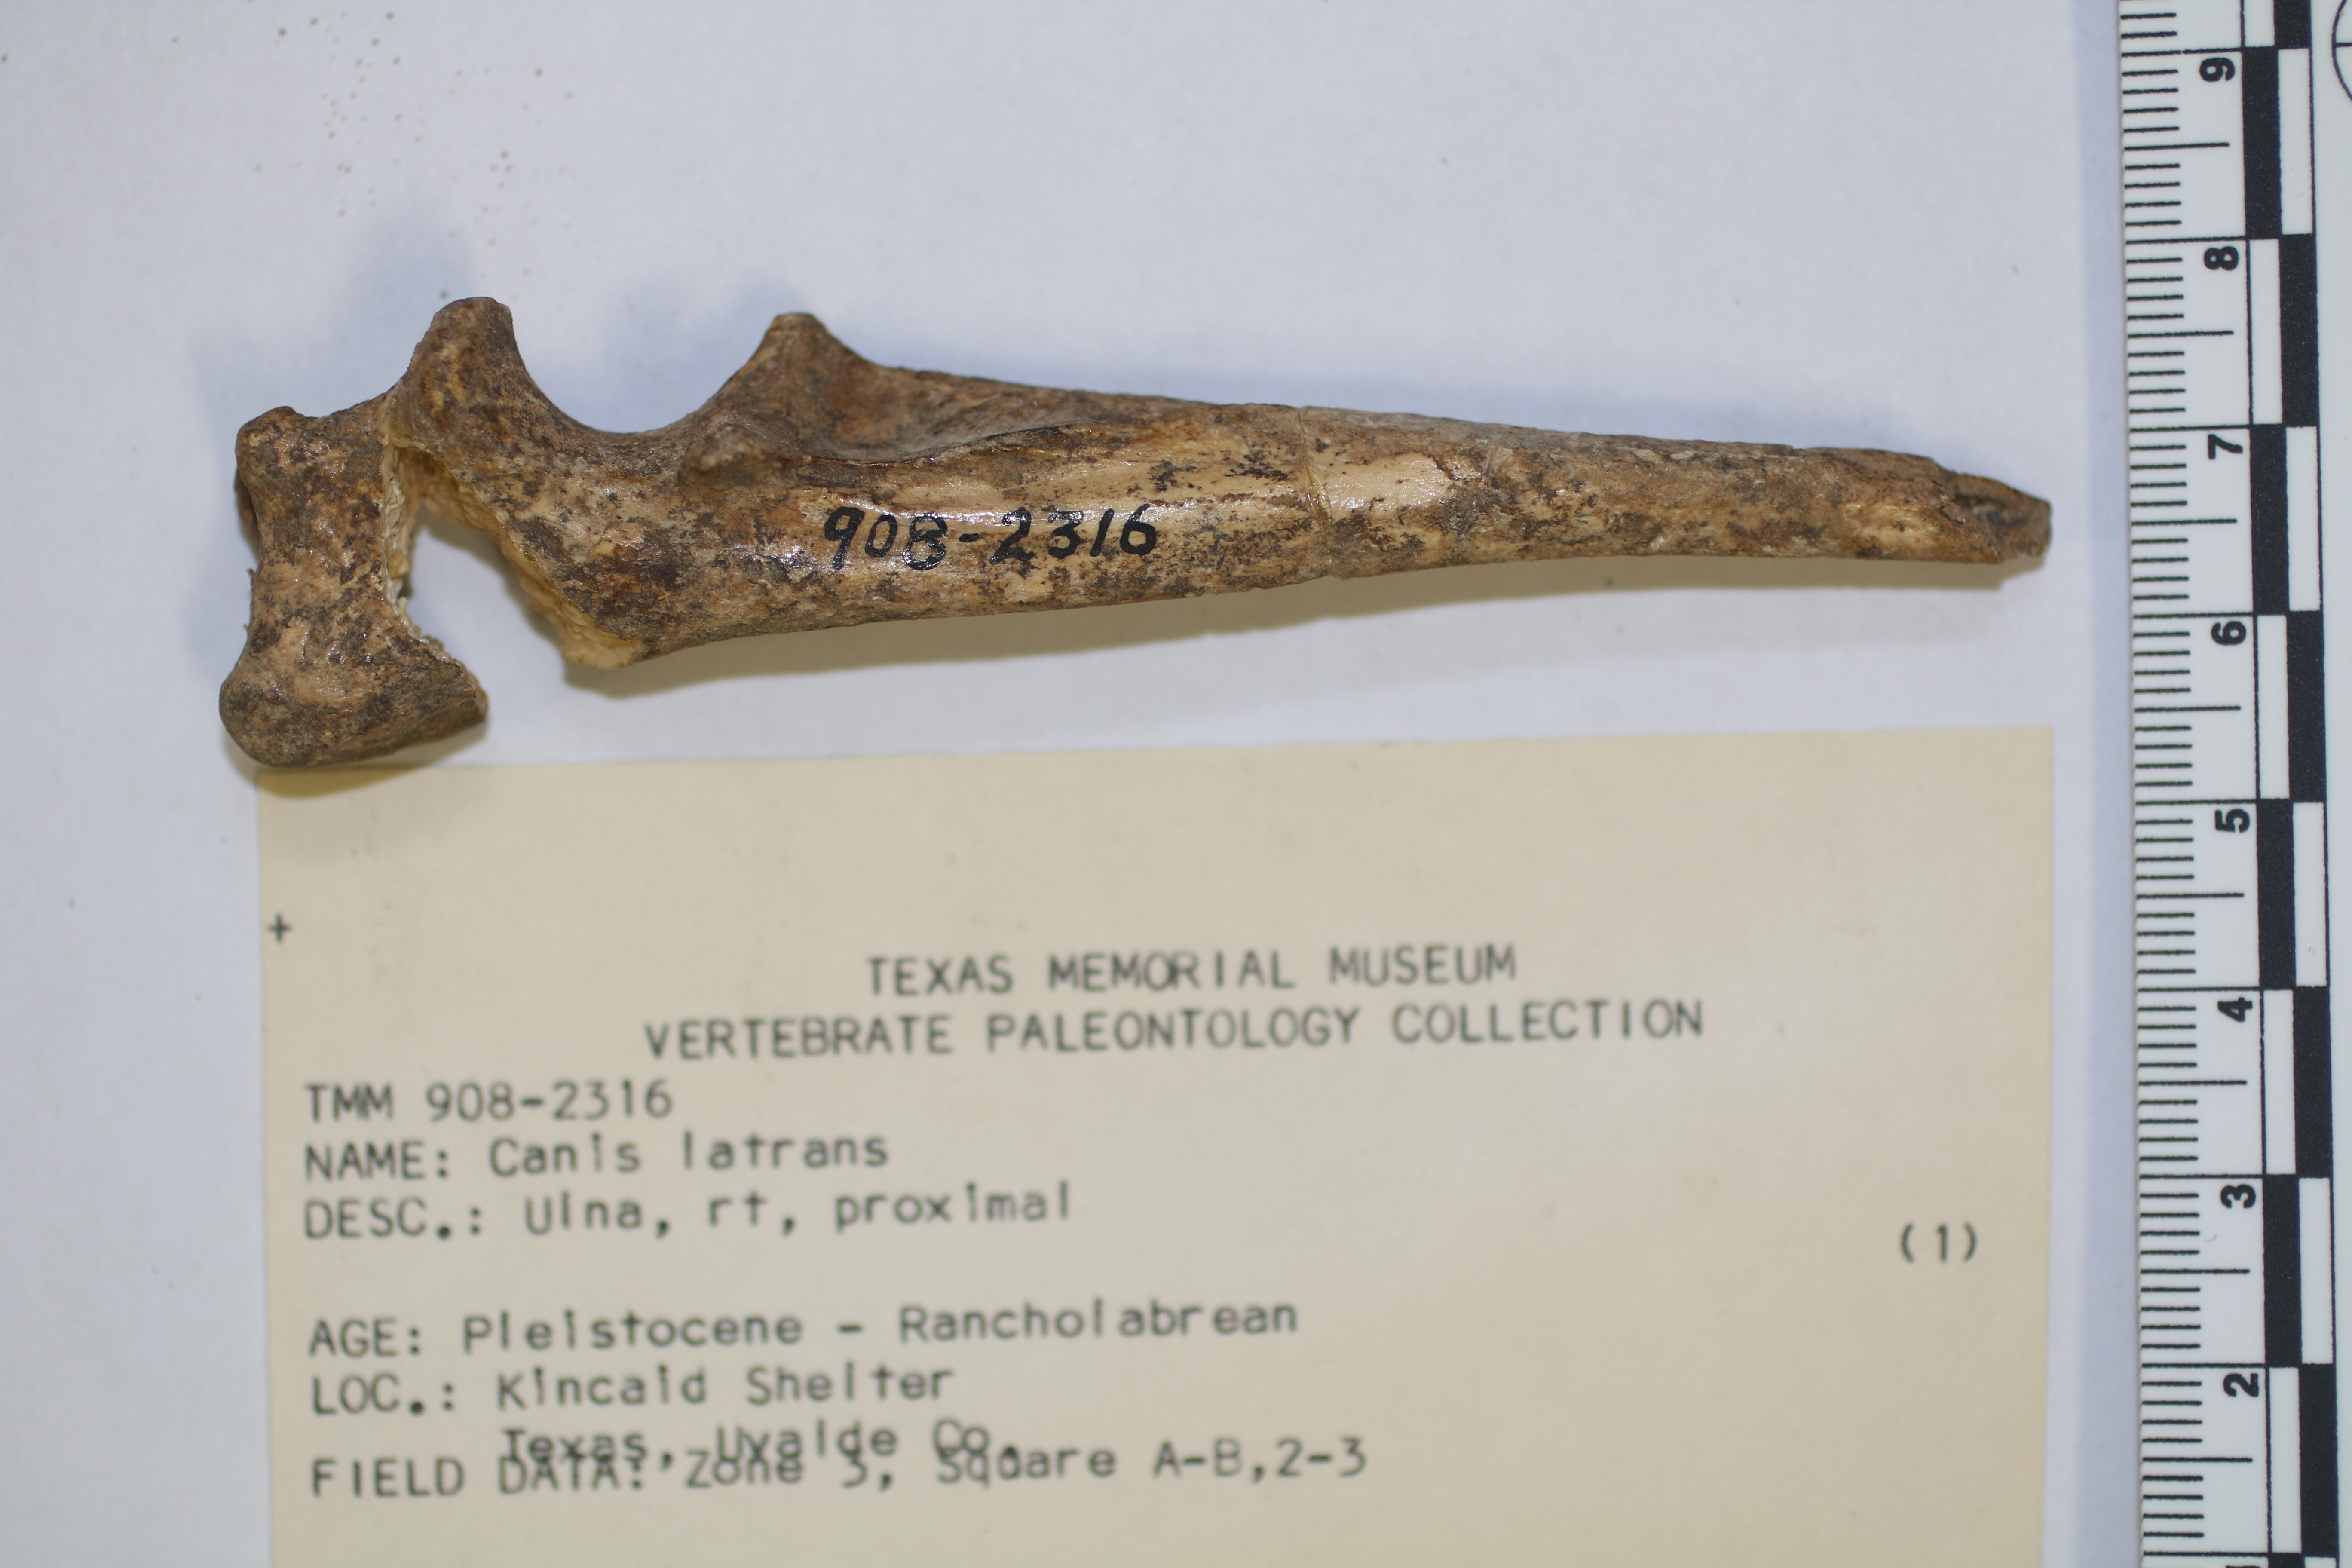 908-2316
+
TEXAS MEMORIAL MUSEUM
VERTEBRATE PALEONTOLOGY COLLECTION
TMM 908-2316
NAME: Canis latrans
DESC.: Ulna, rt, proximal
(1)
AGE: Pleistocene - Rancholabrean
LOC.: Kincaid Shelter
Texas, Uvalde Co.
FIELD DATA: Zone 3, Square A-B,2-3
9
8
7
6
5
4
3
2